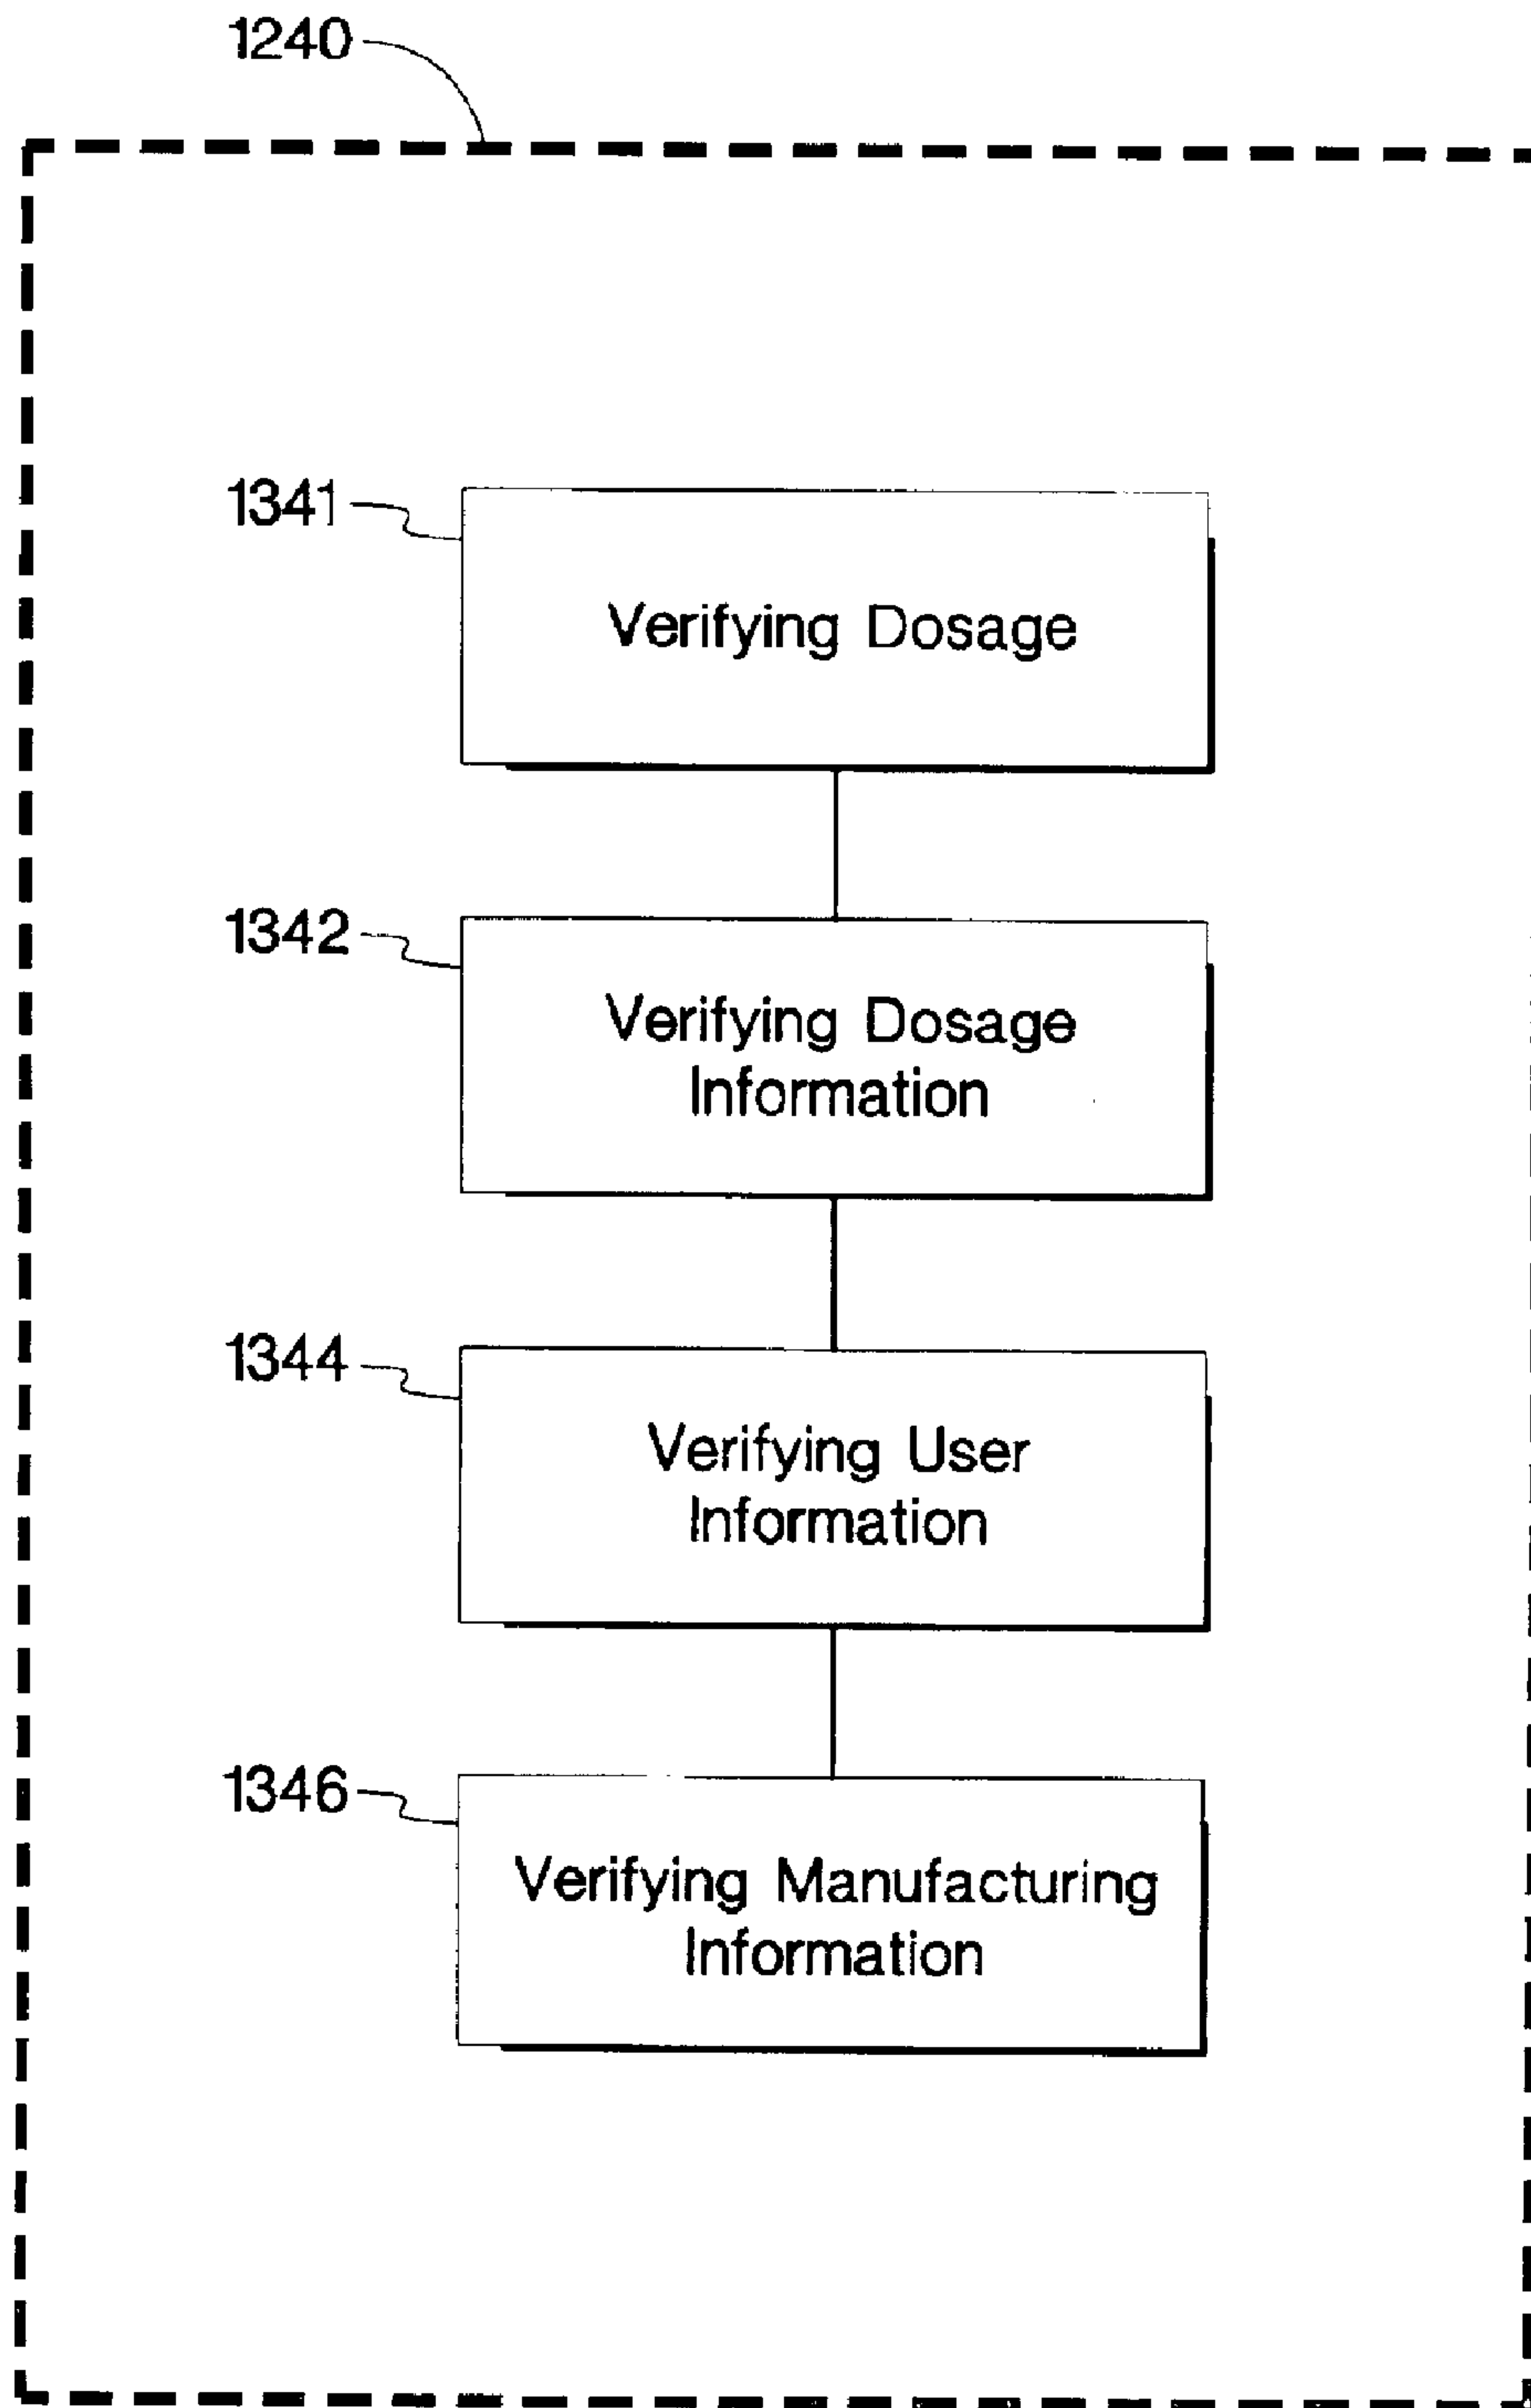 1240
1341
Verifying Dosage
1342
Verifying Dosage
Information
1344
Verifying User
Information
1346
Verifying Manufacturing
Information